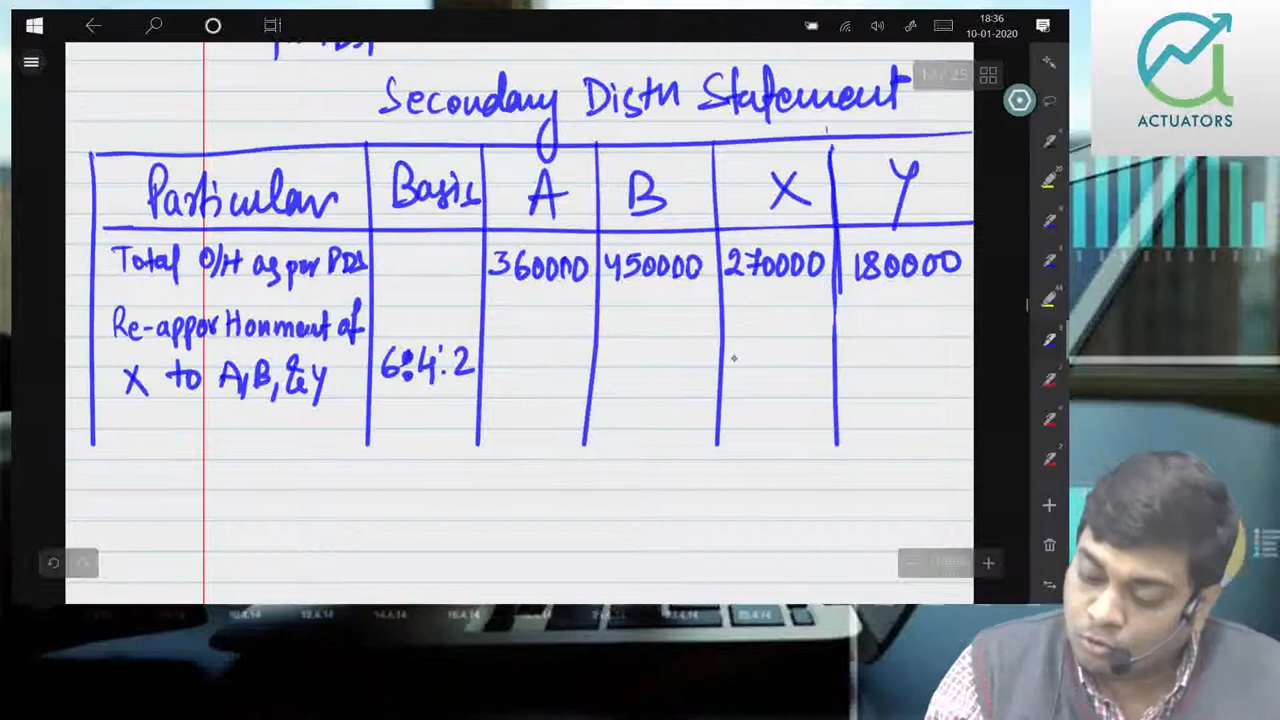 18:36
10-01-2020
ACTUATORS
Secondary Distn Statement
Particular Basis A B X Y
Total O/H as per PDS 360000 450000 270000 180000
Re-apportionment of
X to A, B, & Y 6:4:2